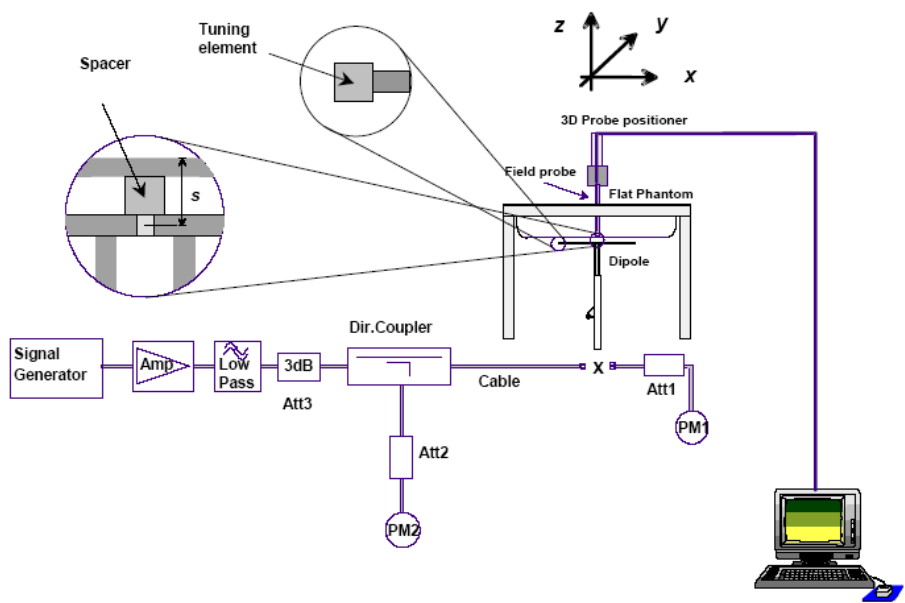 Tuning
element
Spacer
z
y
x
3D Probe positioner
Field probe
Flat Phantom
s
Dipole
Dir.Coupler
Signal
Generator
Amp
Low
Pass
3dB
Att3
Cable
X
Att1
PM1
Att2
PM2